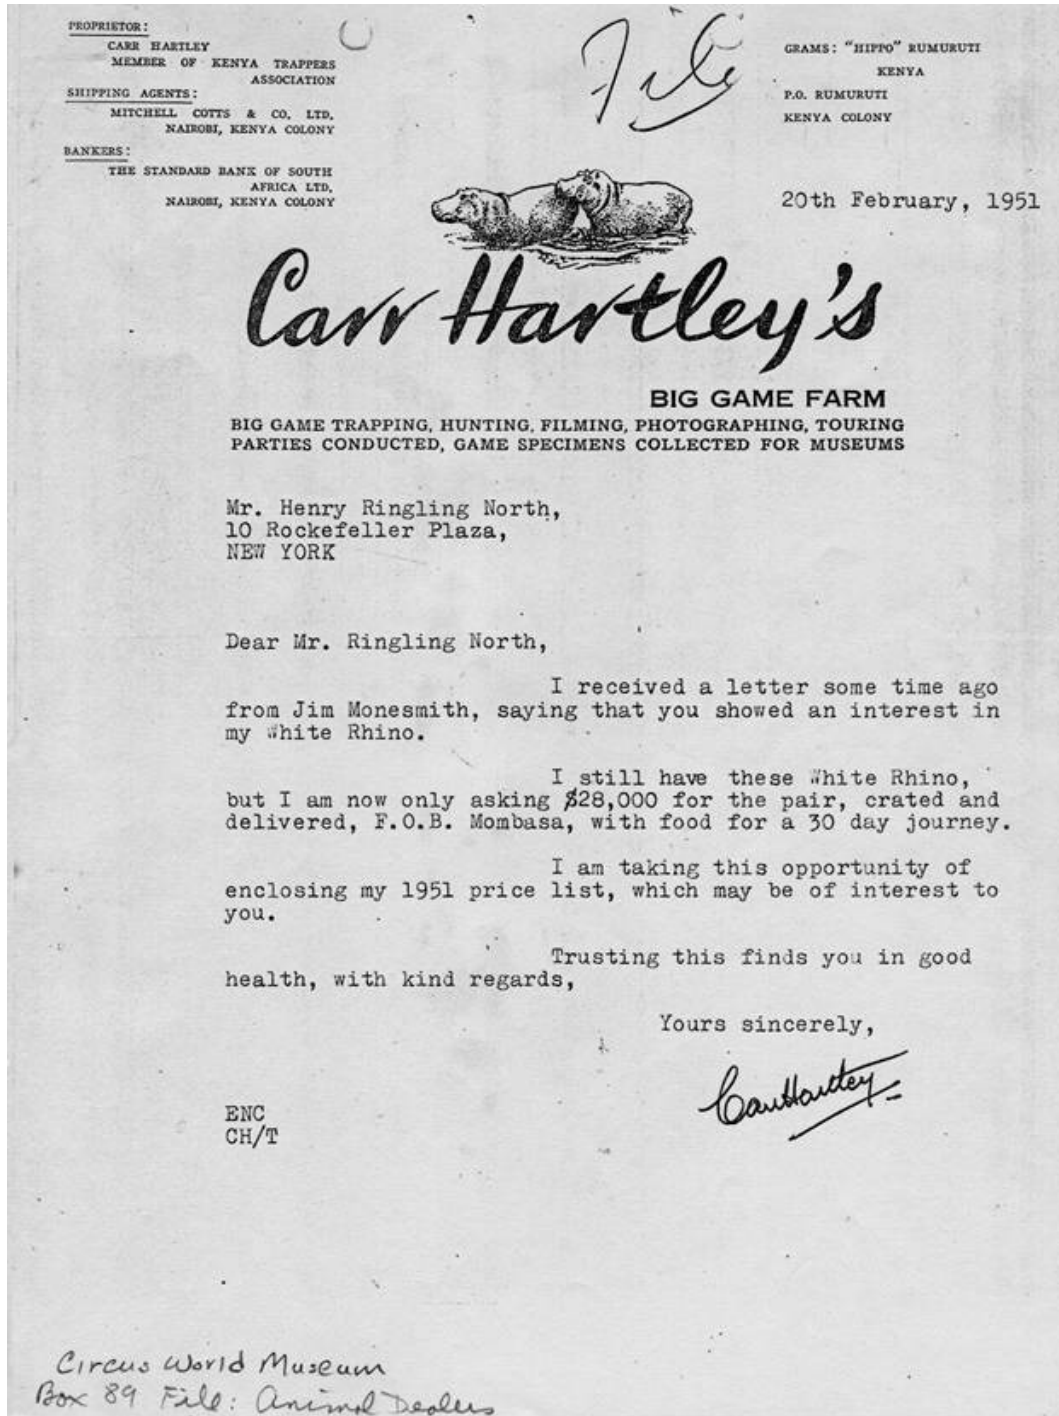 PROPRIETOR:
CARR HARTLEY
MEMBER OF KENYA TRAPPERS
ASSOCIATION
SHIPPING AGENTS:
MITCHELL COTTS & CO. LTD.
NAIROBI, KENYA COLONY
BANKERS:
THE STANDARD BANK OF SOUTH
AFRICA LTD.
NAIROBI, KENYA COLONY
File
GRAMS: "HIPPO" RUMURUTI
KENYA
P.O. RUMURUTI
KENYA COLONY
20th February, 1951
Carr Hartley's
BIG GAME FARM
BIG GAME TRAPPING, HUNTING, FILMING, PHOTOGRAPHING, TOURING
PARTIES CONDUCTED, GAME SPECIMENS COLLECTED FOR MUSEUMS
Mr. Henry Ringling North,
10 Rockefeller Plaza,
NEW YORK
Dear Mr. Ringling North,
I received a letter some time ago
from Jim Monesmith, saying that you showed an interest in
my White Rhino.
I still have these White Rhino,
but I am now only asking $28,000 for the pair, crated and
delivered, F.O.B. Mombasa, with food for a 30 day journey.
I am taking this opportunity of
enclosing my 1951 price list, which may be of interest to
you.
Trusting this finds you in good
health, with kind regards,
Yours sincerely,
Carr Hartley
ENC
CH/T
Circus World Museum
Box 89 File: Animal Dealers